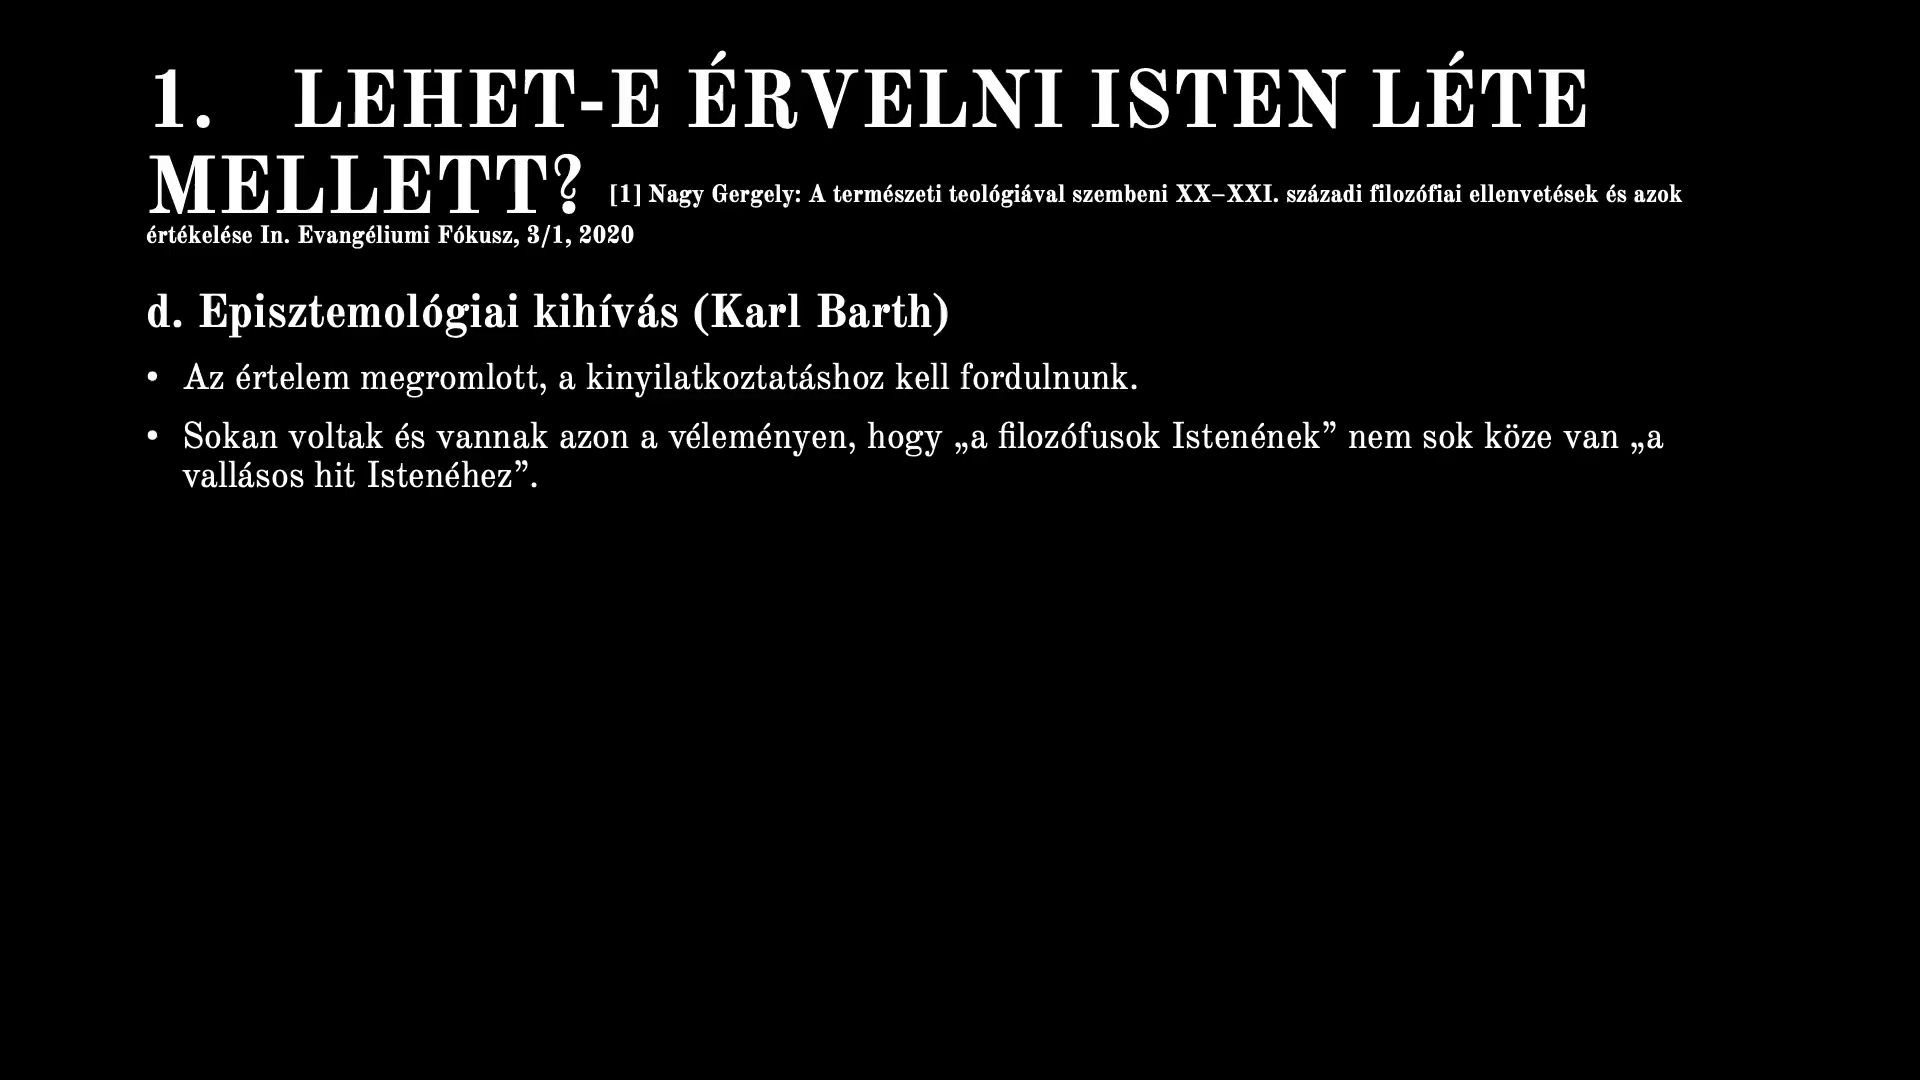 1. LEHET-E ÉRVELNI ISTEN LÉTE
MELLETT? [1] Nagy Gergely: A természeti teológiával szembeni XX–XXI. századi filozófiai ellenvetések és azok
értékelése In. Evangéliumi Fókusz, 3/1, 2020
d. Episztemológiai kihívás (Karl Barth)
• Az értelem megromlott, a kinyilatkoztatáshoz kell fordulnunk.
• Sokan voltak és vannak azon a véleményen, hogy „a filozófusok Istenének” nem sok köze van „a
vallásos hit Istenéhez”.